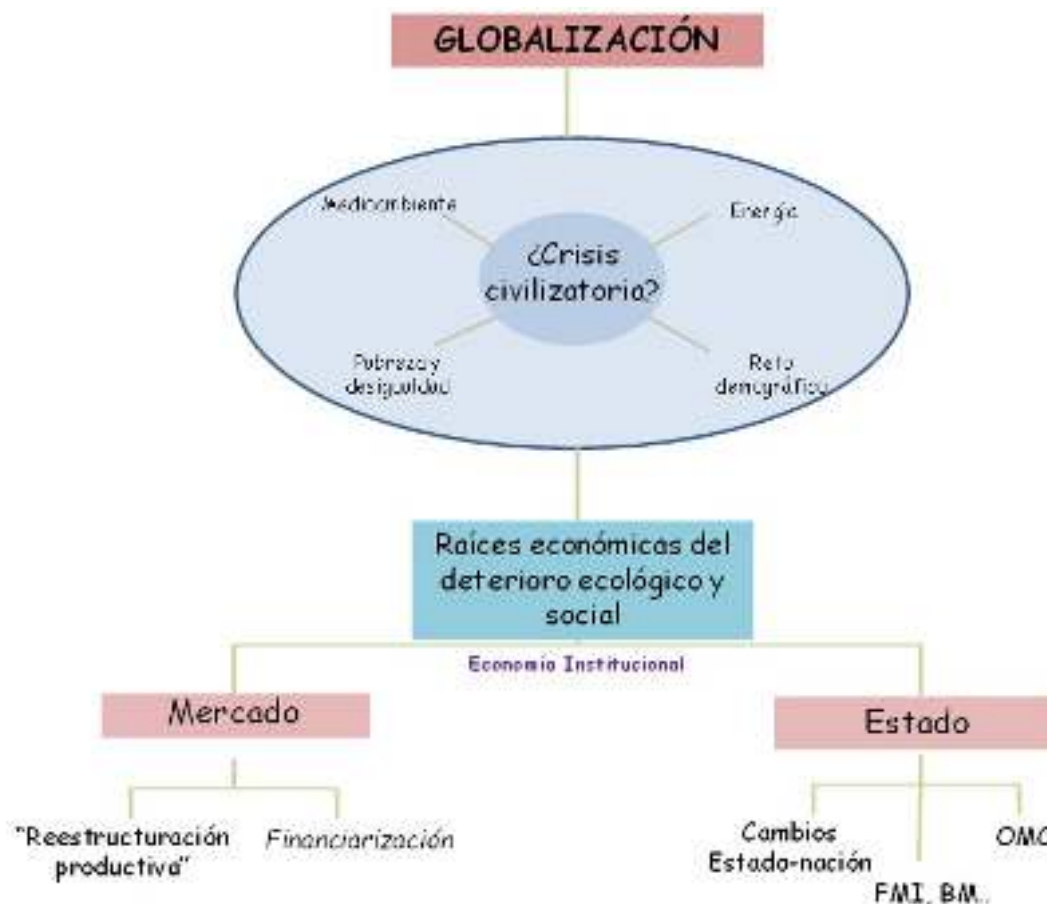 GLOBALIZACIÓN
Medioambiente
Energía
¿Crisis
civilizatoria?
Pobreza y
desigualdad
Reto
demográfico
Raíces económicas del
deterioro ecológico y
social
Economía Institucional
Mercado
Estado
"Reestructuración
productiva"
Financiarización
Cambios
Estado-nación
OMC
FMI, BM..